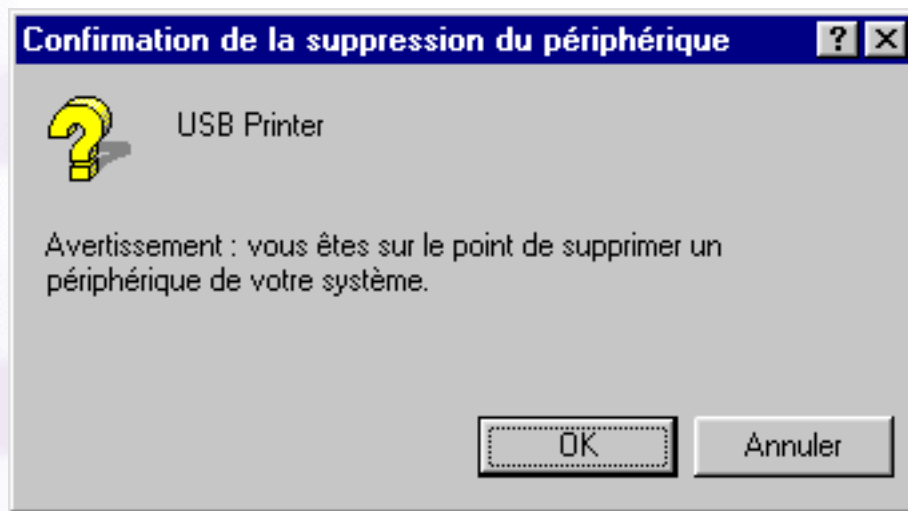 Confirmation de la suppression du périphérique
USB Printer
Avertissement : vous êtes sur le point de supprimer un
périphérique de votre système.
OK
Annuler